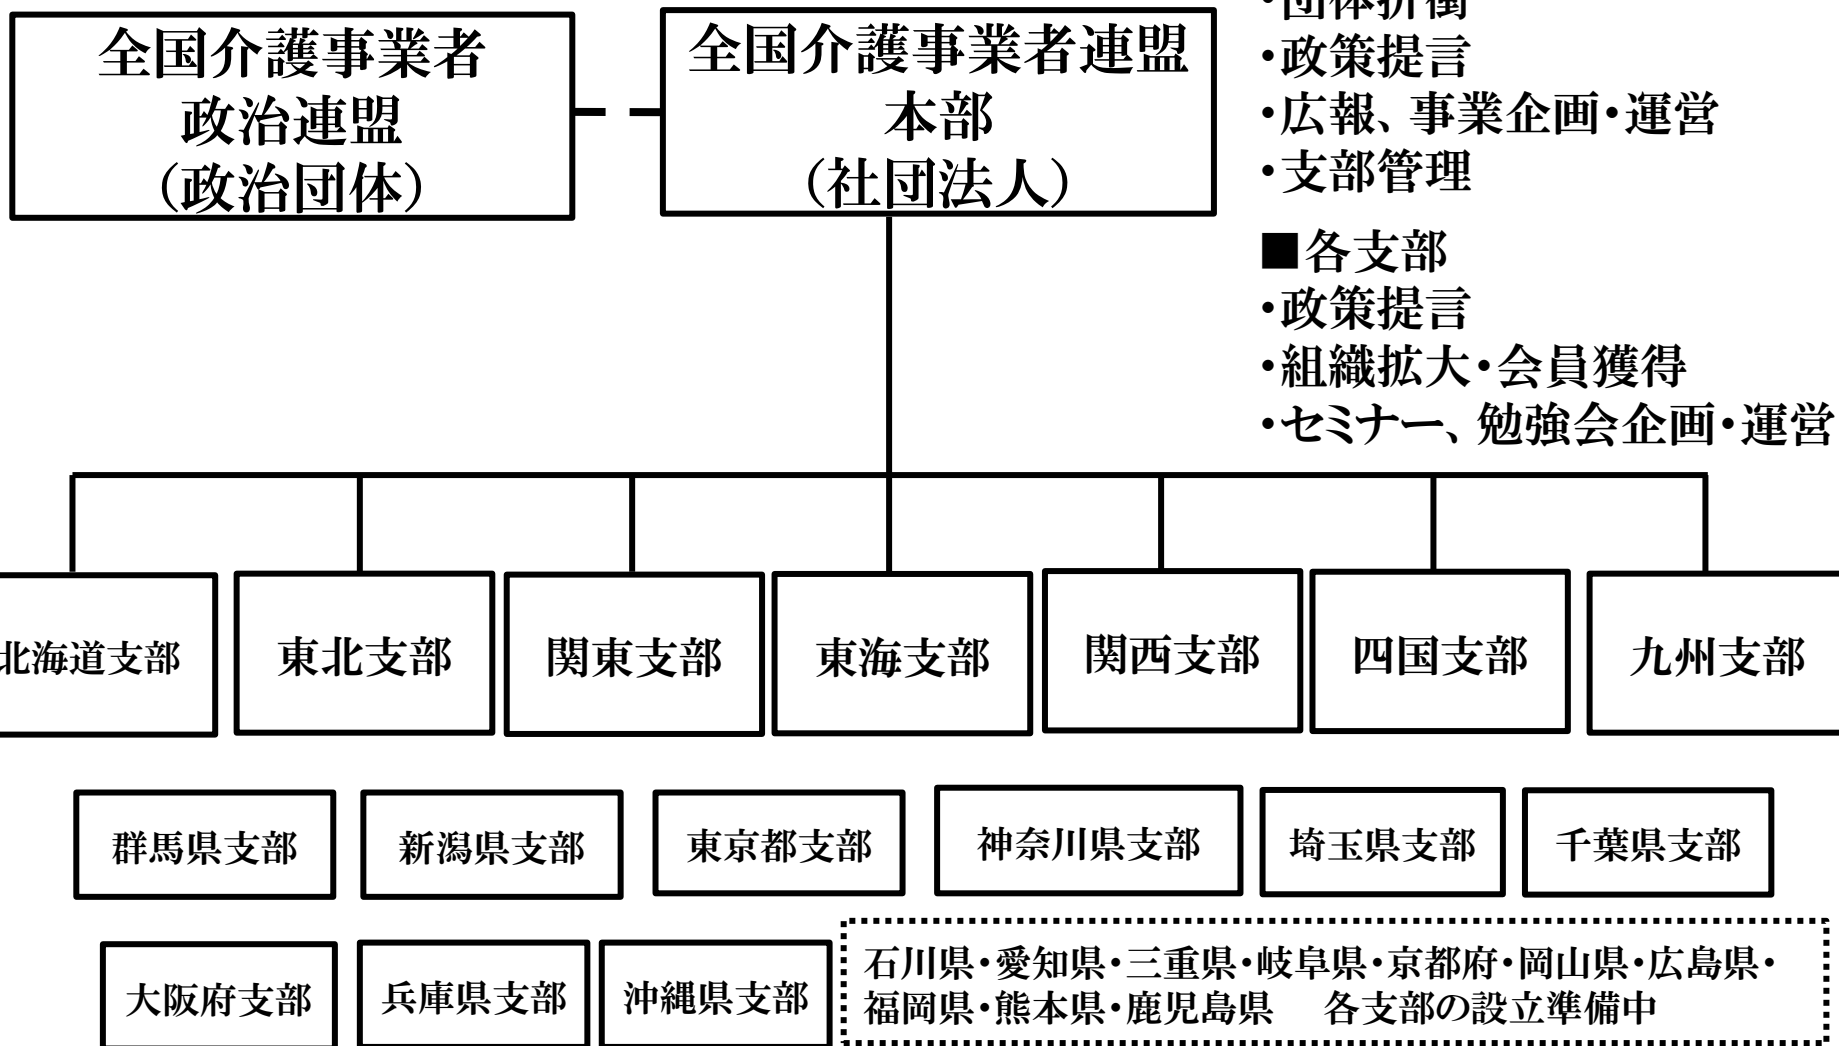 全国介護事業者
政治連盟
(政治団体)
全国介護事業者連盟
本部
(社団法人)
・団体折衝
・政策提言
・広報、事業企画・運営
・支部管理
■各支部
・政策提言
・組織拡大・会員獲得
・セミナー、勉強会企画・運営
北海道支部
東北支部
関東支部
東海支部
関西支部
四国支部
九州支部
群馬県支部
新潟県支部
東京都支部
神奈川県支部
埼玉県支部
千葉県支部
大阪府支部
兵庫県支部
沖縄県支部
石川県・愛知県・三重県・岐阜県・京都府・岡山県・広島県・
福岡県・熊本県・鹿児島県　各支部の設立準備中